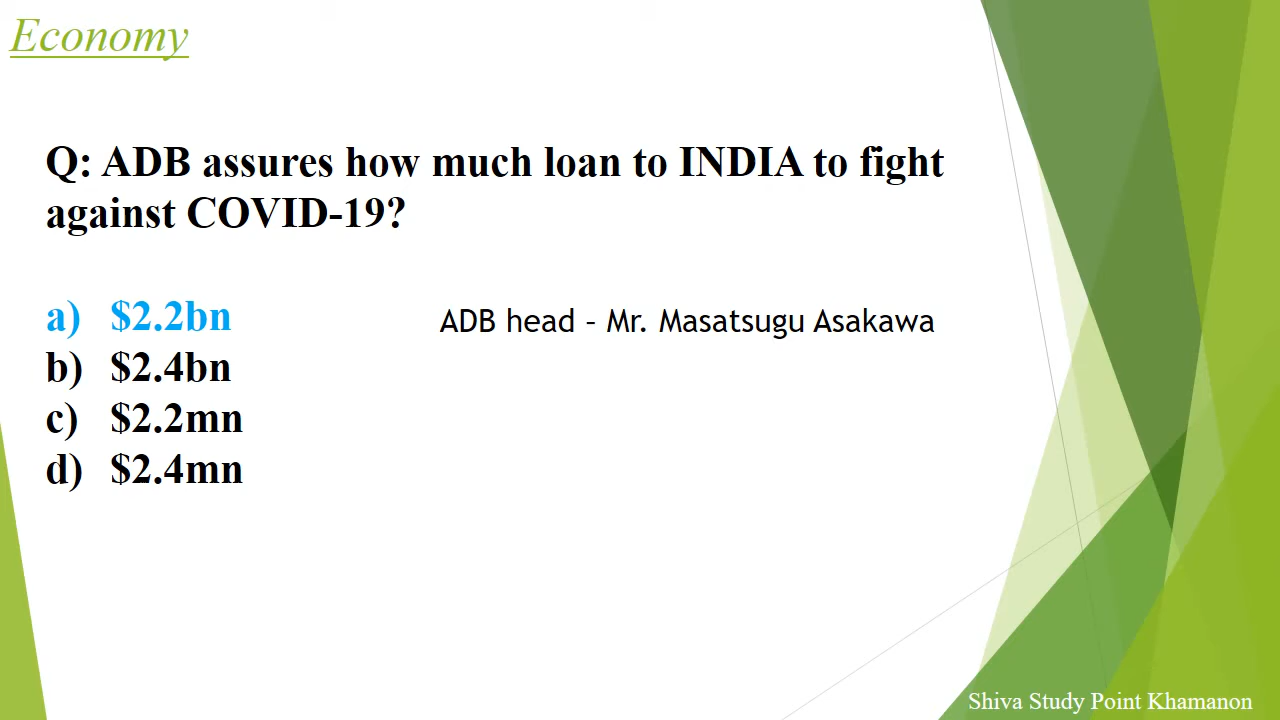 Economy
Q: ADB assures how much loan to INDIA to fight
against COVID-19?
a) $2.2bn
ADB head – Mr. Masatsugu Asakawa
b) $2.4bn
c) $2.2mn
d) $2.4mn
Shiva Study Point Khamanon